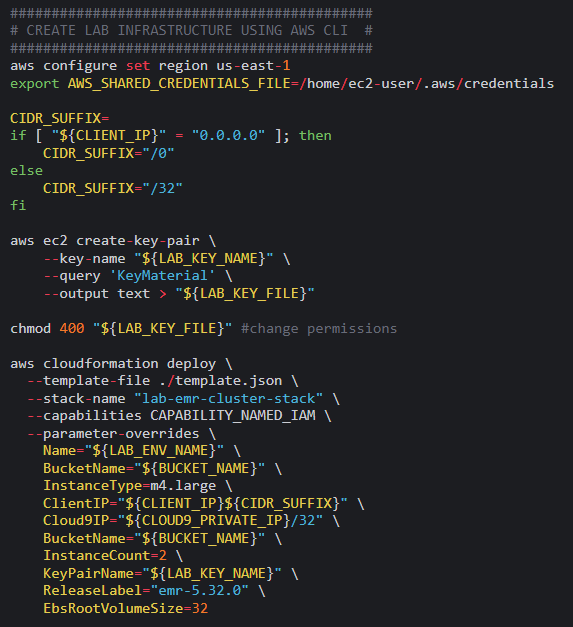 ############################################
# CREATE LAB INFRASTRUCTURE USING AWS CLI  #
############################################
aws configure set region us-east-1
export AWS_SHARED_CREDENTIALS_FILE=/home/ec2-user/.aws/credentials

CIDR_SUFFIX=
if [ "${CLIENT_IP}" = "0.0.0.0" ]; then
    CIDR_SUFFIX="/0"
else
    CIDR_SUFFIX="/32"
fi

aws ec2 create-key-pair \
    --key-name "${LAB_KEY_NAME}" \
    --query 'KeyMaterial' \
    --output text > "${LAB_KEY_FILE}"

chmod 400 "${LAB_KEY_FILE}" #change permissions

aws cloudformation deploy \
  --template-file ./template.json \
  --stack-name "lab-emr-cluster-stack" \
  --capabilities CAPABILITY_NAMED_IAM \
  --parameter-overrides \
    Name="${LAB_ENV_NAME}" \
    BucketName="${BUCKET_NAME}" \
    InstanceType=m4.large \
    ClientIP="${CLIENT_IP}${CIDR_SUFFIX}" \
    Cloud9IP="${CLOUD9_PRIVATE_IP}/32" \
    BucketName="${BUCKET_NAME}" \
    InstanceCount=2 \
    KeyPairName="${LAB_KEY_NAME}" \
    ReleaseLabel="emr-5.32.0" \
    EbsRootVolumeSize=32